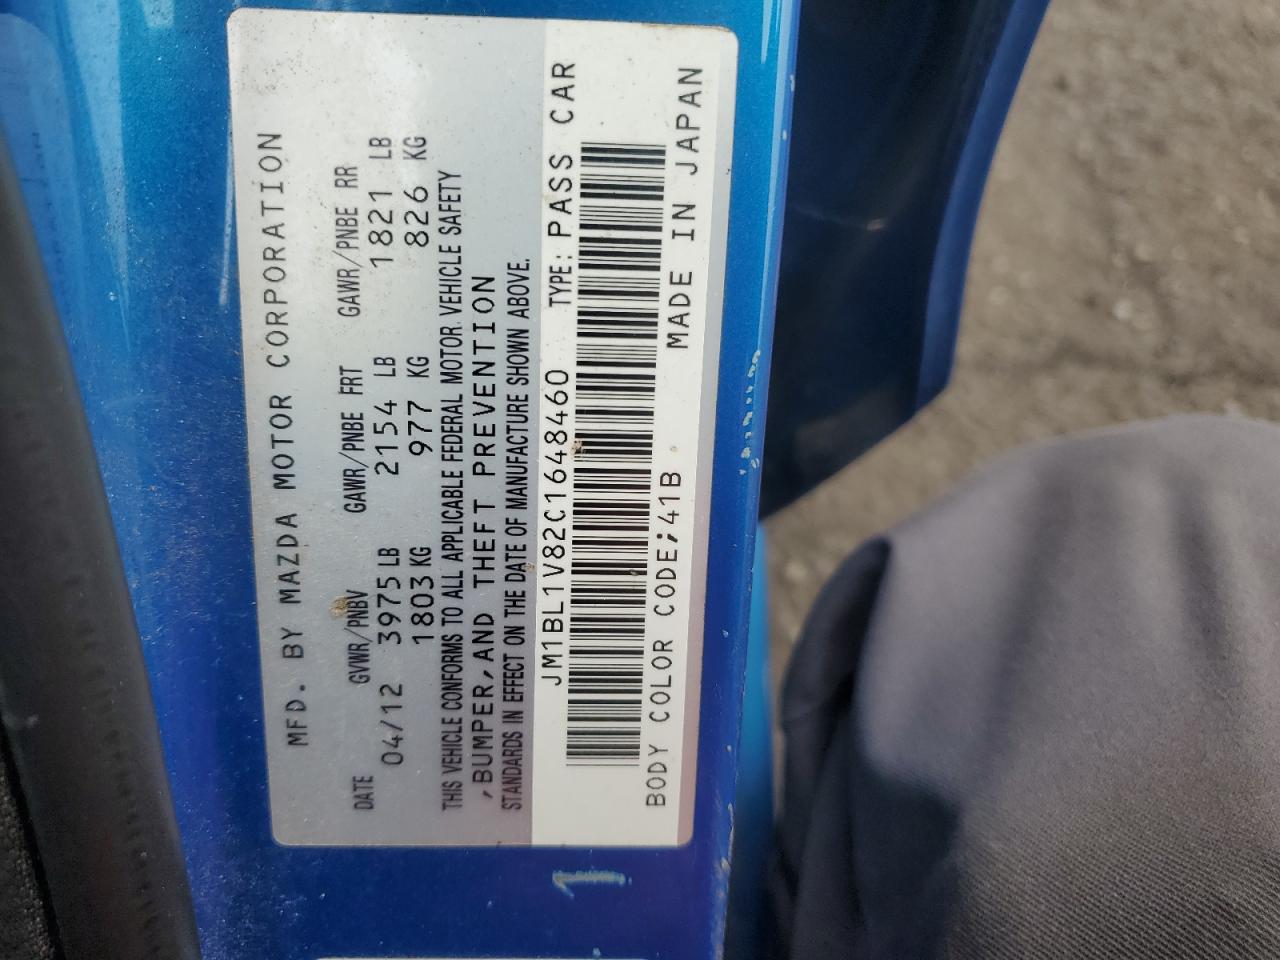 MFD. BY MAZDA MOTOR CORPORATION
DATE GVWR/PNBV GAWR/PNBE FRT GAWR/PNBE RR
04/12 3975 LB 2154 LB 1821 LB
1803 KG 977 KG 826 KG
THIS VEHICLE CONFORMS TO ALL APPLICABLE FEDERAL MOTOR VEHICLE SAFETY
,BUMPER, AND THEFT PREVENTION
STANDARDS IN EFFECT ON THE DATE OF MANUFACTURE SHOWN ABOVE.
JM1BL1V82C1648460 TYPE: PASS CAR
BODY COLOR CODE;41B MADE IN JAPAN
1